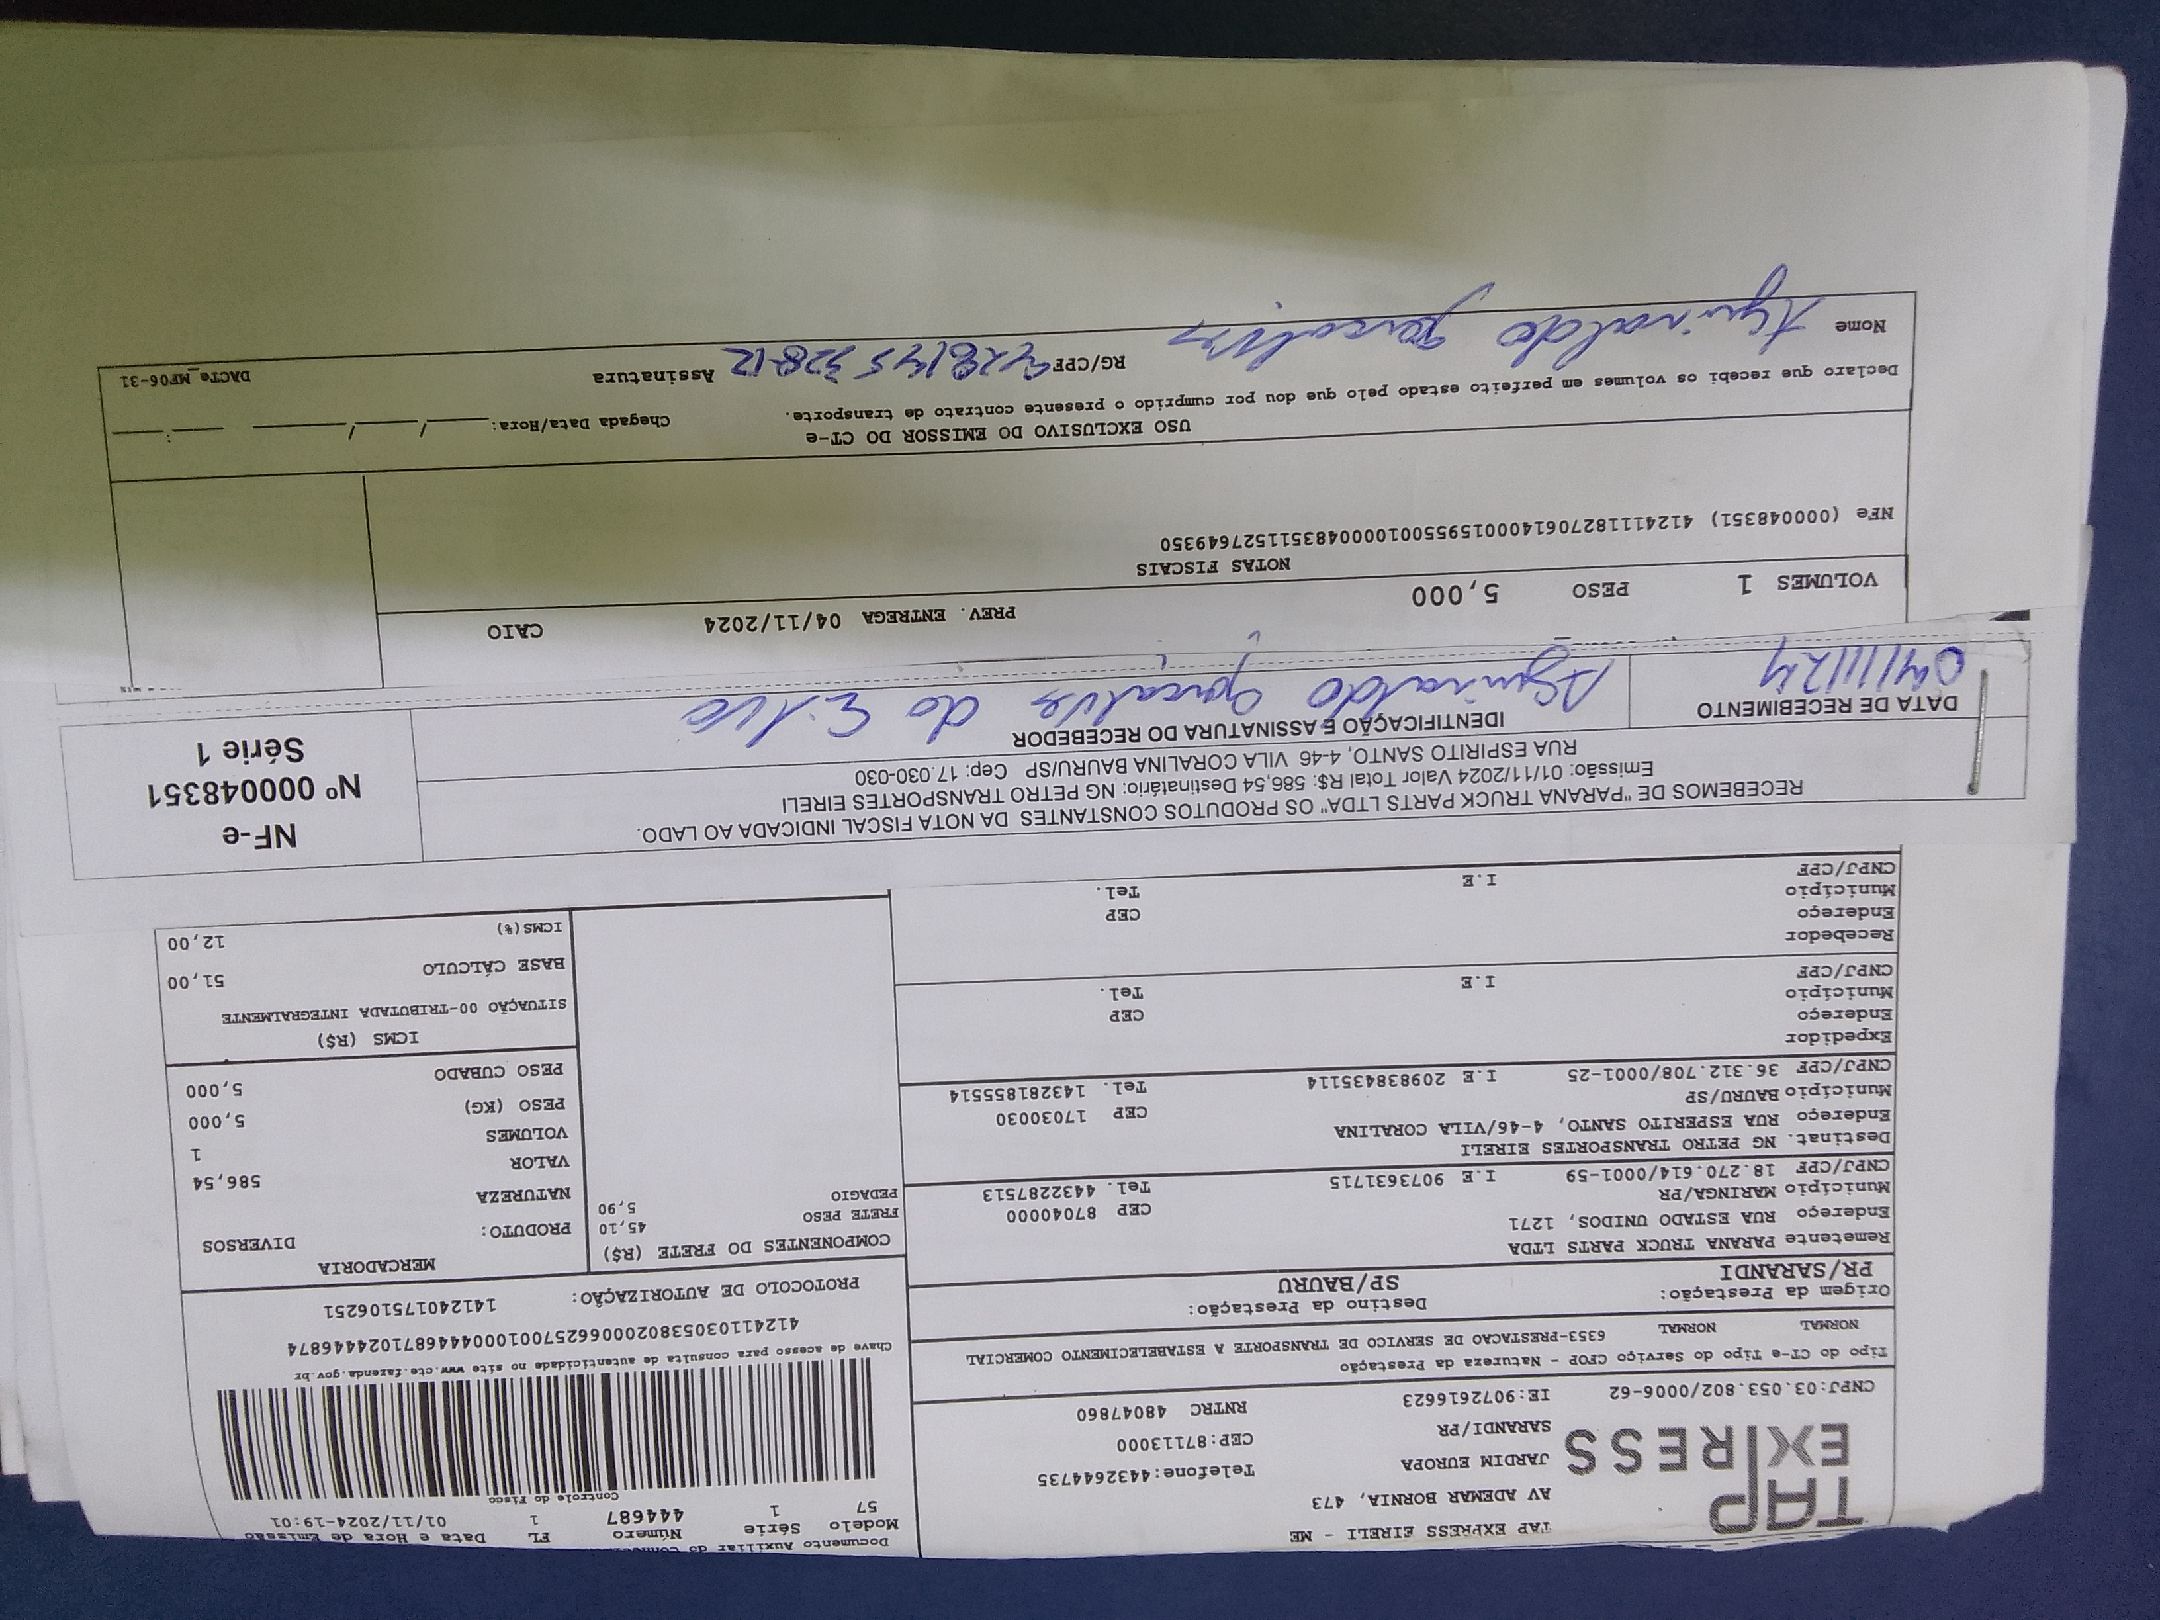 TAP
EXPRESS
TAP EXPRESS EIRELI - ME
AV ADEMAR BORNIA, 473
JARDIM EUROPA Telefone:4432644735
SARANDI/PR CEP:87113000
CNPJ:03.053.802/0006-62 IE:9072616623 RNTRC 48047860
Documento Auxiliar do
Modelo Série Número FL Data e Hora de Emissão
57 1 444687 1 01/11/2024-19:01
Controle do Fisco
Chave de acesso para consulta de autenticidade no site www.cte.fazenda.gov.br
41241103053802000662570010004446871024446874
PROTOCOLO DE AUTORIZAÇÃO: 141240175106251
Tipo do CT-e Tipo do Serviço CFOP - Natureza da Prestação
NORMAL NORMAL 6353-PRESTACAO DE SERVICO DE TRANSPORTE A ESTABELECIMENTO COMERCIAL
Origem da Prestação: Destino da Prestação:
PR/SARANDI SP/BAURU
Remetente PARANA TRUCK PARTS LTDA
Endereço RUA ESTADO UNIDOS, 1271
Município MARINGA/PR CEP 87040000
CNPJ/CPF 18.270.614/0001-59 I.E 9073631715 Tel. 4432287513
Destinat. NG PETRO TRANSPORTES EIRELI
Endereço RUA ESPERITO SANTO, 4-46/VILA CORALINA
Município BAURU/SP CEP 17030030
CNPJ/CPF 36.312.708/0001-25 I.E 209838435114 Tel. 143281855514
Expedidor
Endereço
Município CEP
CNPJ/CPF I.E Tel.
Recebedor
Endereço
Município CEP
CNPJ/CPF I.E Tel.
COMPONENTES DO FRETE (R$)
FRETE PESO 45,10
PEDAGIO 5,90
MERCADORIA
PRODUTO: DIVERSOS
NATUREZA
VALOR 586,54
VOLUMES 1
PESO (KG) 5,000
PESO CUBADO 5,000
ICMS (R$)
SITUAÇÃO 00-TRIBUTADA INTEGRALMENTE
BASE CÁLCULO 51,00
ICMS(%) 12,00
RECEBEMOS DE "PARANA TRUCK PARTS LTDA" OS PRODUTOS CONSTANTES DA NOTA FISCAL INDICADA AO LADO.
Emissão: 01/11/2024 Valor Total R$: 586,54 Destinatário: NG PETRO TRANSPORTES EIRELI
RUA ESPIRITO SANTO, 4-46 VILA CORALINA BAURU/SP Cep: 17.030-030
DATA DE RECEBIMENTO IDENTIFICAÇÃO E ASSINATURA DO RECEBEDOR
04/11/24 Aguinaldo Gonçalves da Silva
NF-e
Nº 000048351
Série 1
VOLUMES 1 PESO 5,000 PREV. ENTREGA 04/11/2024 CAIO
NOTAS FISCAIS
NFe (000048351) 41241118270614000159550010000483511527649350
USO EXCLUSIVO DO EMISSOR DO CT-e
Declaro que recebi os volumes em perfeito estado pelo que dou por cumprido o presente contrato de transporte. Chegada Data/Hora: ____/____/____ ___:___
Nome Aguinaldo Goncalves RG/CPF Assinatura
DACTe_MF06-31